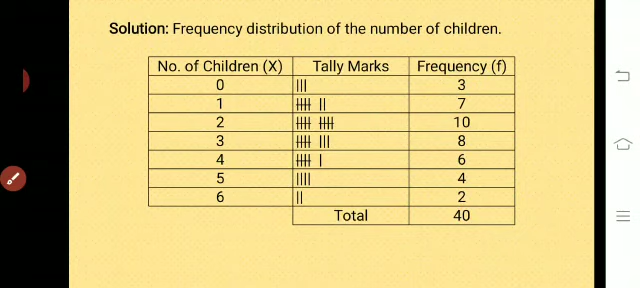 Solution: Frequency distribution of the number of children.
No. of Children (X) Tally Marks Frequency (f)
0 ||| 3
1 |||| || 7
2 |||| |||| 10
3 |||| ||| 8
4 |||| | 6
5 |||| 4
6 || 2
Total 40